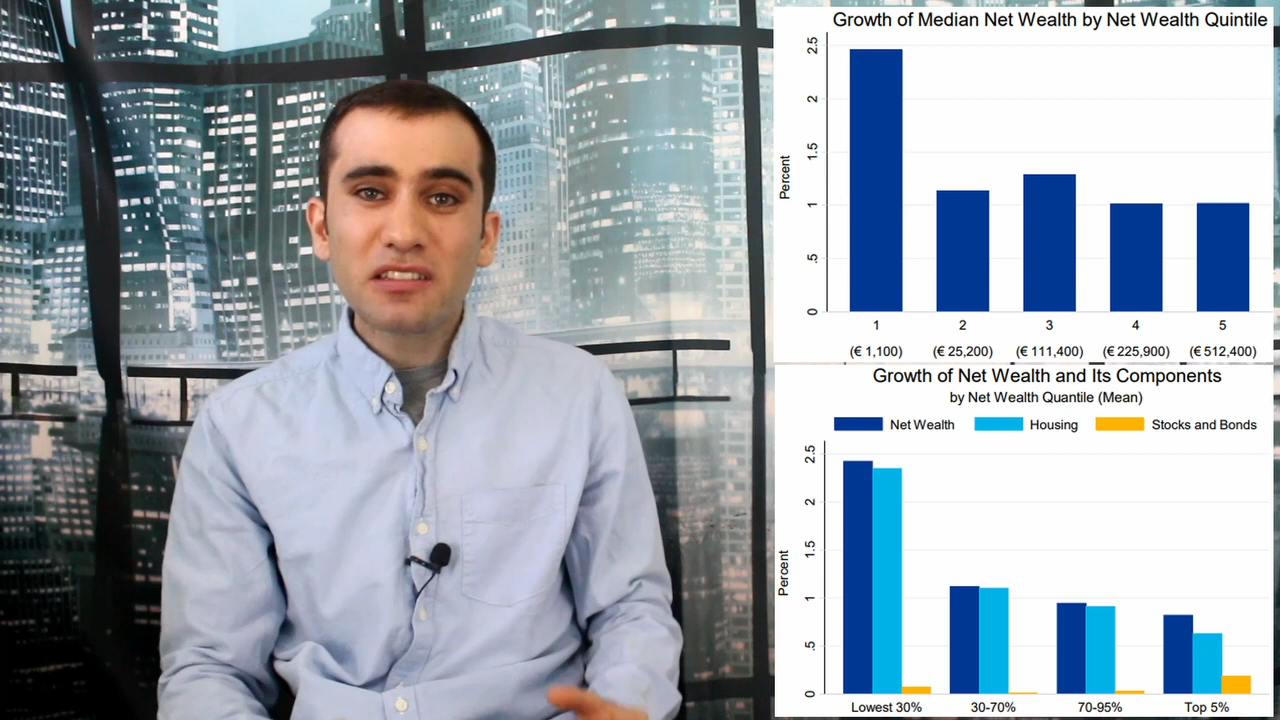 Growth of Median Net Wealth by Net Wealth Quintile
2.5
2
1.5
1
.5
0
Percent
1 2 3 4 5
(€ 1,100) (€ 25,200) (€ 111,400) (€ 225,900) (€ 512,400)
Growth of Net Wealth and Its Components
by Net Wealth Quantile (Mean)
Net Wealth Housing Stocks and Bonds
2.5
2
1.5
1
.5
0
Percent
Lowest 30% 30-70% 70-95% Top 5%